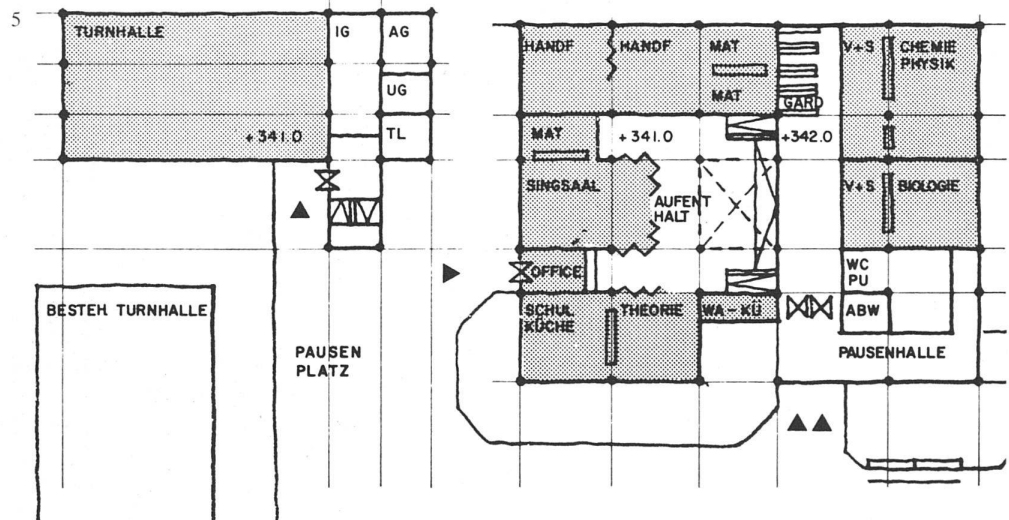 5
TURNHALLE
IG
AG
UG
TL
+341.0
BESTEH. TURNHALLE
PAUSEN
PLATZ
HANDF
HANDF
MAT
MAT
GARD
V+S
CHEMIE
PHYSIK
MAT
+341.0
+342.0
SINGSAAL
AUFENT
HALT
V+S
BIOLOGIE
OFFICE
WC
PU
SCHUL
KÜCHE
THEORIE
WA-KÜ
ABW
PAUSENHALLE